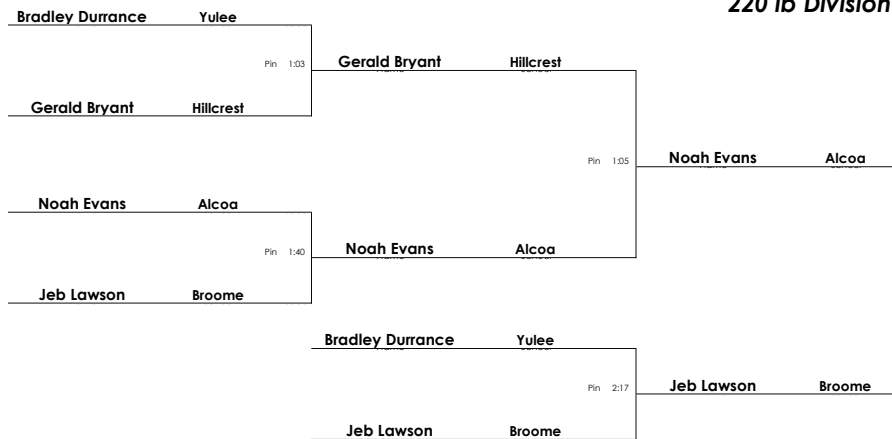 220 lb Division
Bradley Durrance Yulee
Pin 1:03
Gerald Bryant Hillcrest
Gerald Bryant Hillcrest
Pin 1:05
Noah Evans Alcoa
Noah Evans Alcoa
Pin 1:40
Noah Evans Alcoa
Jeb Lawson Broome
Bradley Durrance Yulee
Pin 2:17
Jeb Lawson Broome
Jeb Lawson Broome